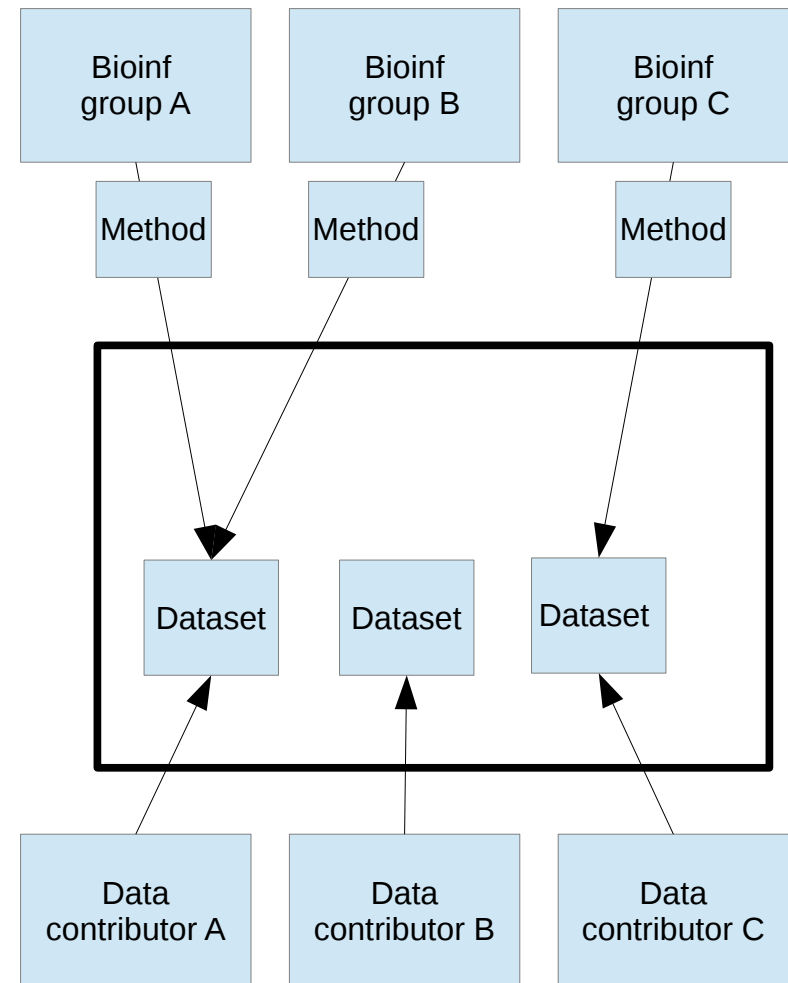 Bioinf
group A
Bioinf
group B
Bioinf
group C
Method
Method
Method
Dataset
Dataset
Dataset
Data
contributor A
Data
contributor B
Data
contributor C